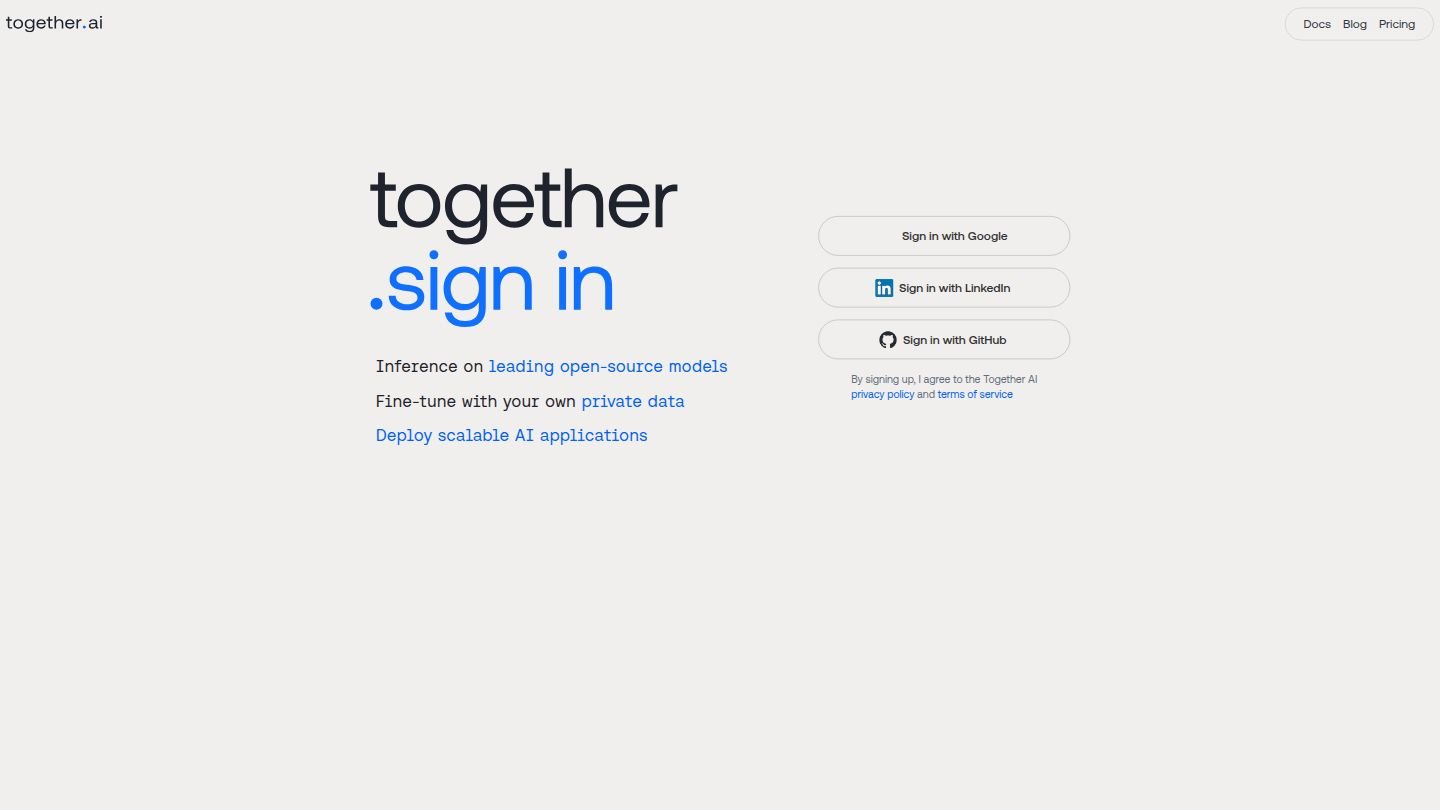 together.ai
Docs Blog Pricing
together
.sign in
Inference on leading open-source models
Fine-tune with your own private data
Deploy scalable AI applications
Sign in with Google
Sign in with LinkedIn
Sign in with GitHub
By signing up, I agree to the Together AI
privacy policy and terms of service